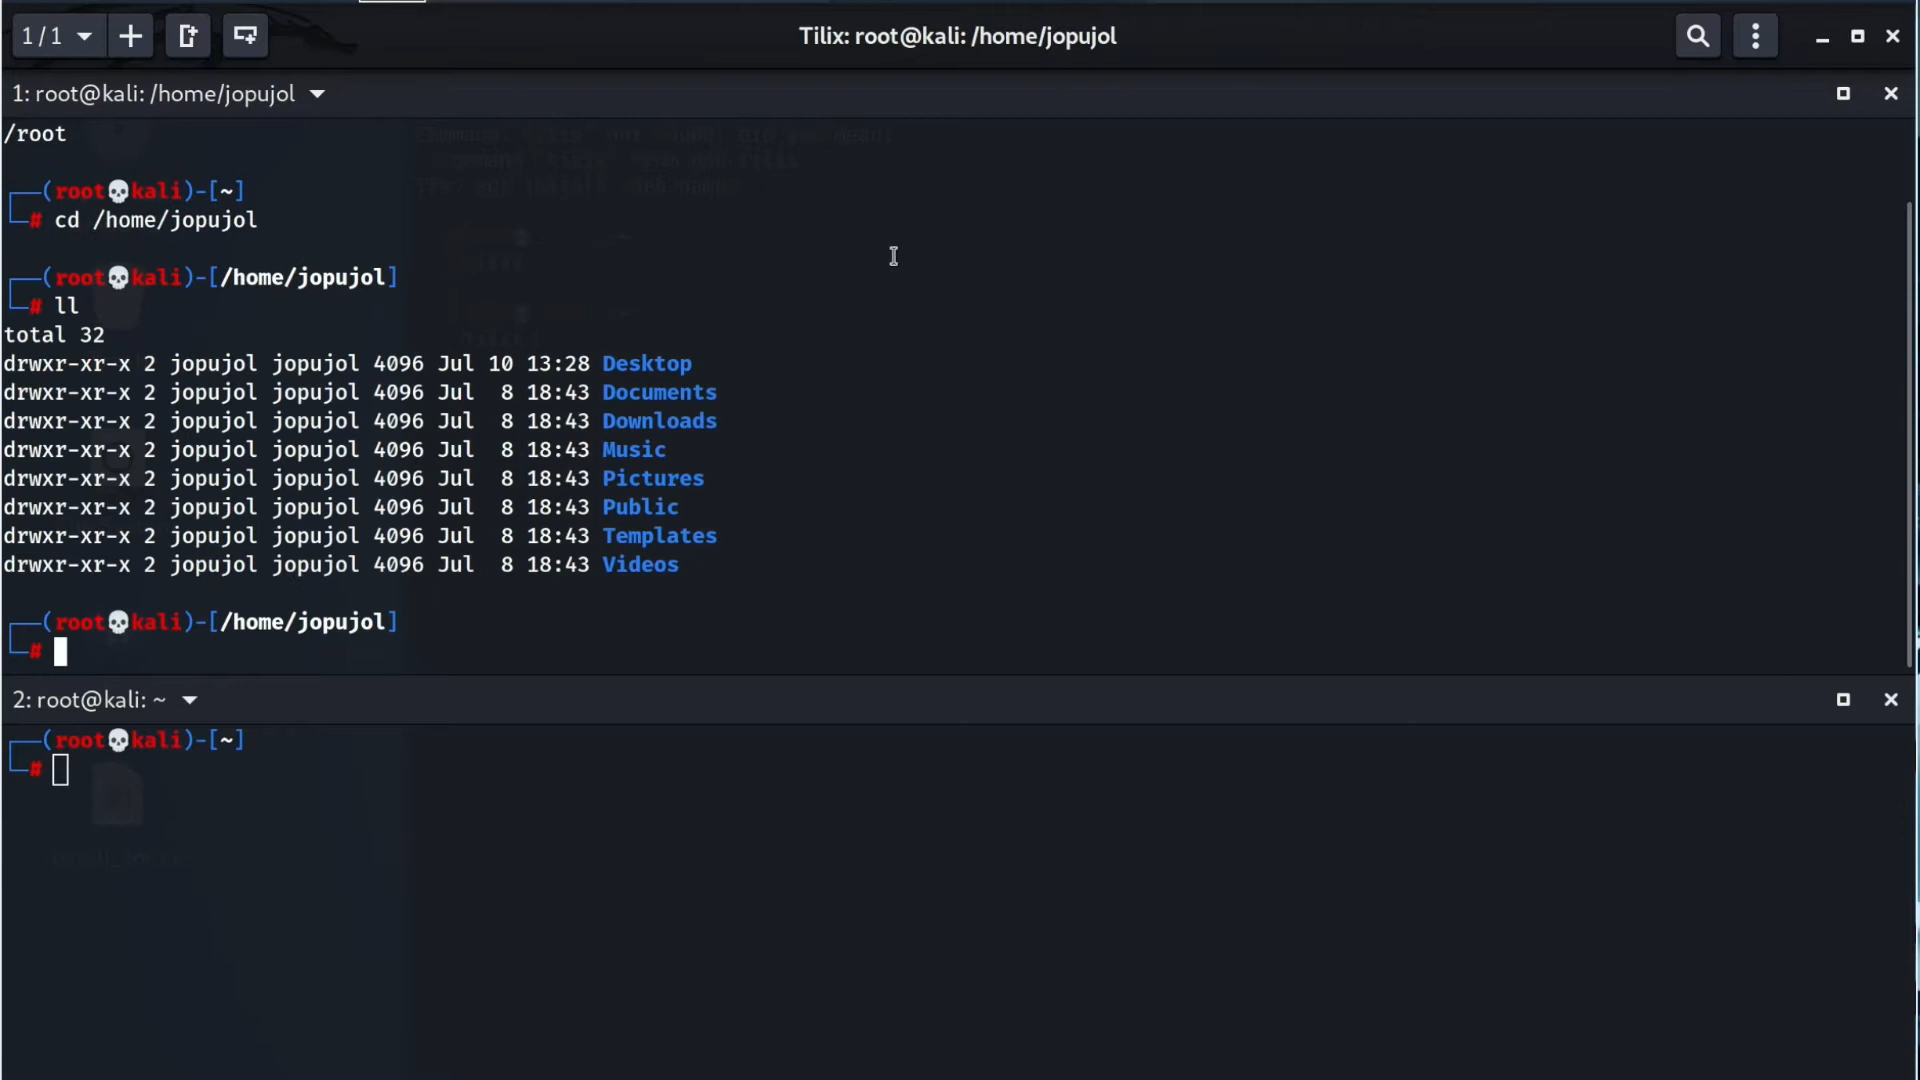 1 / 1
Tilix: root@kali: /home/jopujol
1: root@kali: /home/jopujol
/root
┌──(root💀kali)-[~]
└─# cd /home/jopujol
┌──(root💀kali)-[/home/jopujol]
└─# ll
total 32
drwxr-xr-x 2 jopujol jopujol 4096 Jul 10 13:28 Desktop
drwxr-xr-x 2 jopujol jopujol 4096 Jul  8 18:43 Documents
drwxr-xr-x 2 jopujol jopujol 4096 Jul  8 18:43 Downloads
drwxr-xr-x 2 jopujol jopujol 4096 Jul  8 18:43 Music
drwxr-xr-x 2 jopujol jopujol 4096 Jul  8 18:43 Pictures
drwxr-xr-x 2 jopujol jopujol 4096 Jul  8 18:43 Public
drwxr-xr-x 2 jopujol jopujol 4096 Jul  8 18:43 Templates
drwxr-xr-x 2 jopujol jopujol 4096 Jul  8 18:43 Videos
┌──(root💀kali)-[/home/jopujol]
└─#
2: root@kali: ~
┌──(root💀kali)-[~]
└─#